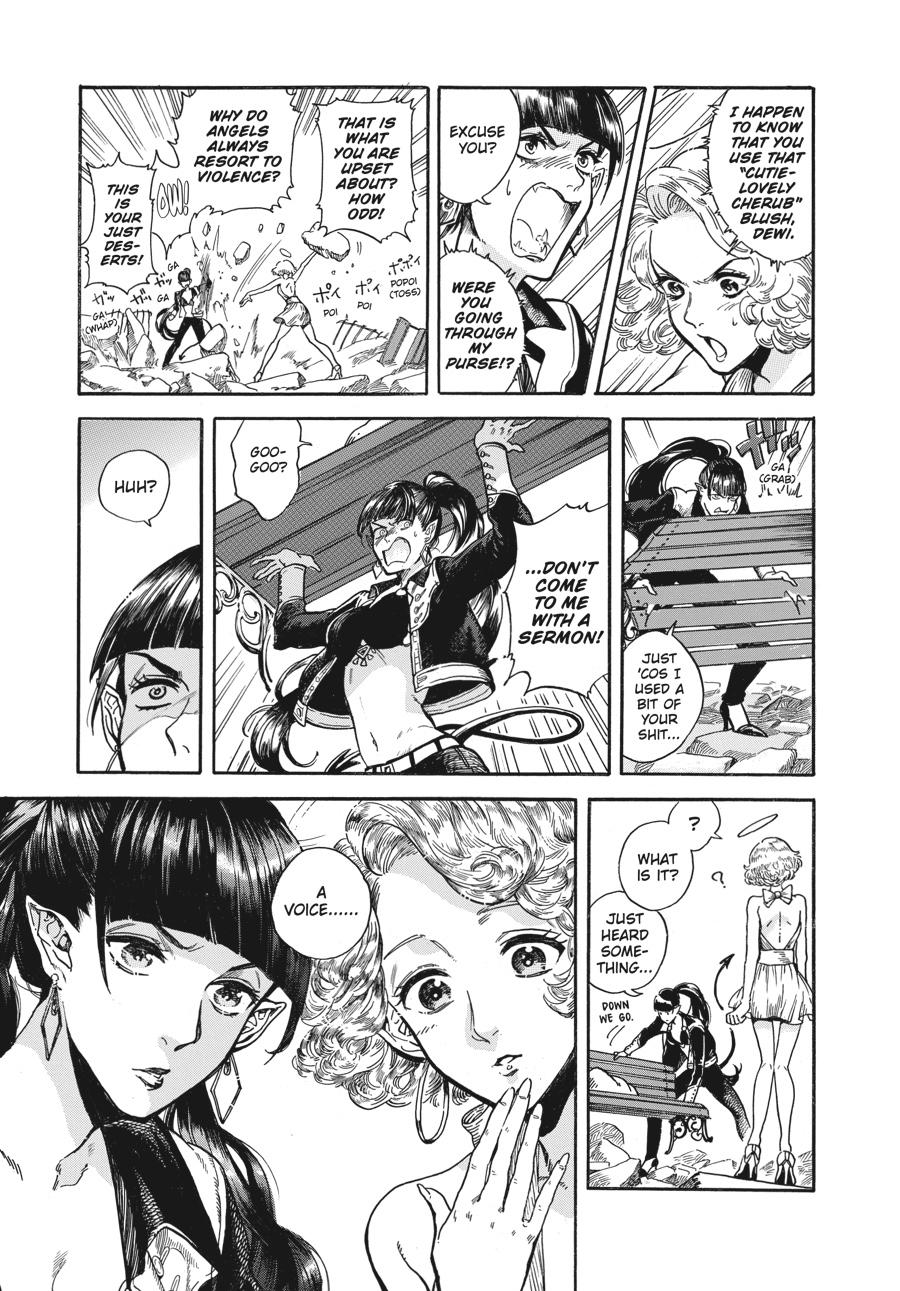 I HAPPEN
TO KNOW
THAT YOU
USE THAT
"CUTIE-
LOVELY
CHERUB"
BLUSH,
DEWI.
EXCUSE
YOU?
WERE
YOU
GOING
THROUGH
MY
PURSE!?
THAT IS
WHAT
YOU ARE
UPSET
ABOUT?
HOW
ODD!
WHY DO
ANGELS
ALWAYS
RESORT TO
VIOLENCE?
OW!
THIS
IS
YOUR
JUST
DES-
ERTS!
ポポポイ
POPOI
(TOSS)
ポイ
POI
ポイ
POI
GA
ガッ
GA
ガッ
GA
(WHAP)
GA
(GRAB)
JUST
'COS I
USED A
BIT OF
YOUR
SHIT...
...DON'T
COME
TO ME
WITH A
SERMON!
GOO-
GOO?
HUH?
?
WHAT
IS IT?
?
JUST
HEARD
SOME-
THING...
DOWN
WE GO.
A
VOICE......